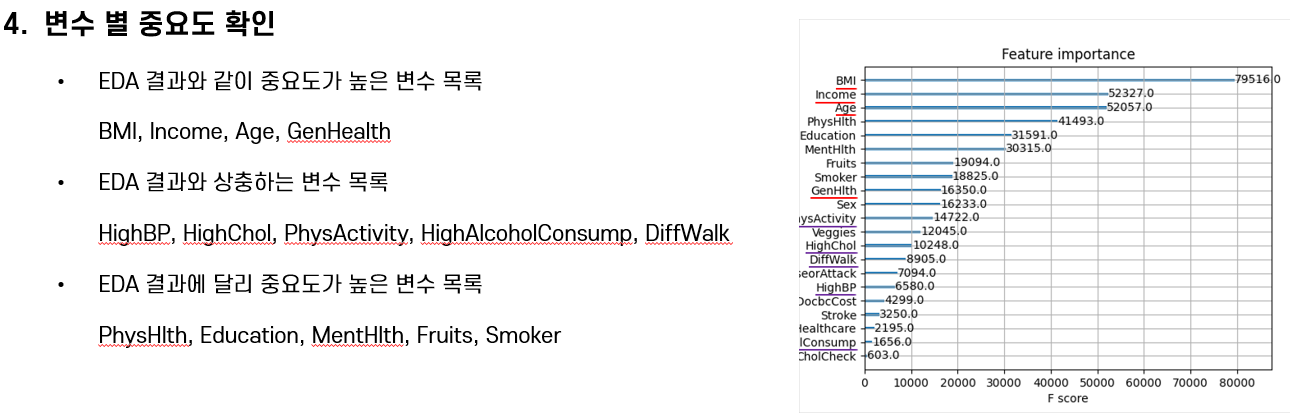 4. 변수 별 중요도 확인
• EDA 결과와 같이 중요도가 높은 변수 목록
BMI, Income, Age, GenHealth
• EDA 결과와 상충하는 변수 목록
HighBP, HighChol, PhysActivity, HighAlcoholConsump, DiffWalk
• EDA 결과에 달리 중요도가 높은 변수 목록
PhysHlth, Education, MentHlth, Fruits, Smoker
Feature importance
BMI 79516.0
Income 52327.0
Age 52057.0
PhysHlth 41493.0
Education 31591.0
MentHlth 30315.0
Fruits 19094.0
Smoker 18825.0
GenHlth 16350.0
Sex 16233.0
ysActivity 14722.0
Veggies 12045.0
HighChol 10248.0
DiffWalk 8905.0
seorAttack 7094.0
HighBP 6580.0
DocbcCost 4299.0
Stroke 3250.0
Healthcare 2195.0
lConsump 1656.0
CholCheck 603.0
0 10000 20000 30000 40000 50000 60000 70000 80000
F score